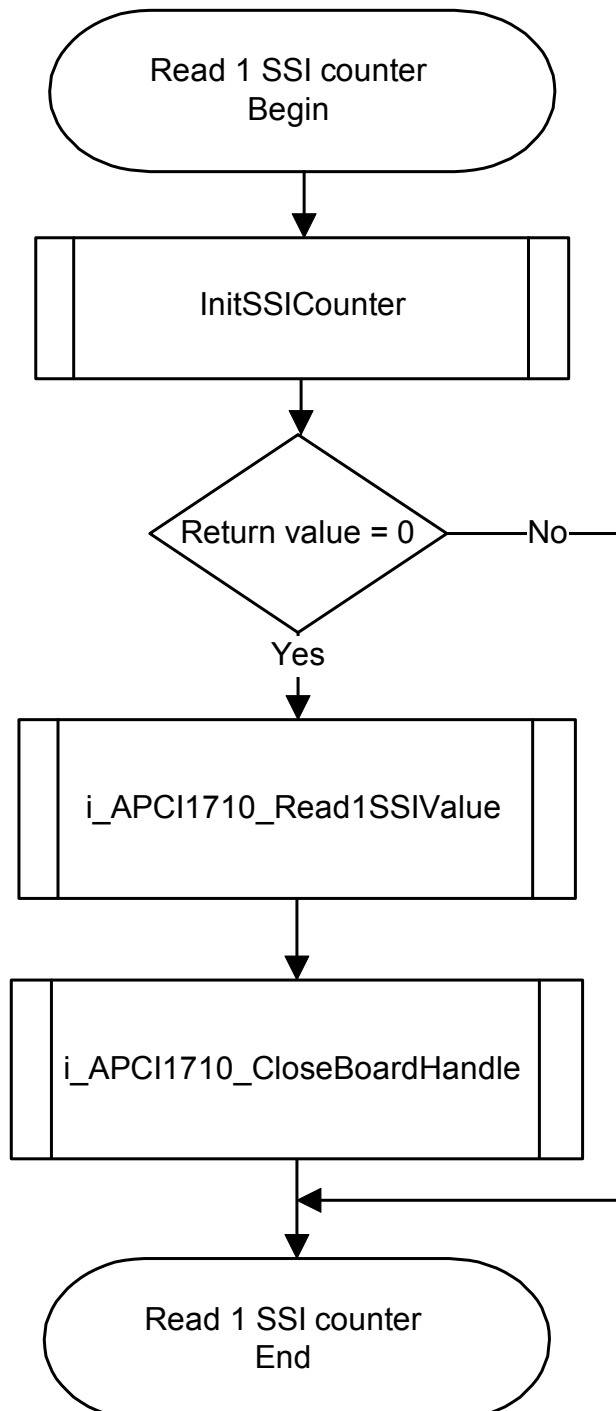 Read 1 SSI counter
Begin
InitSSICounter
Return value = 0
No
Yes
i_APCI1710_Read1SSIValue
i_APCI1710_CloseBoardHandle
Read 1 SSI counter
End